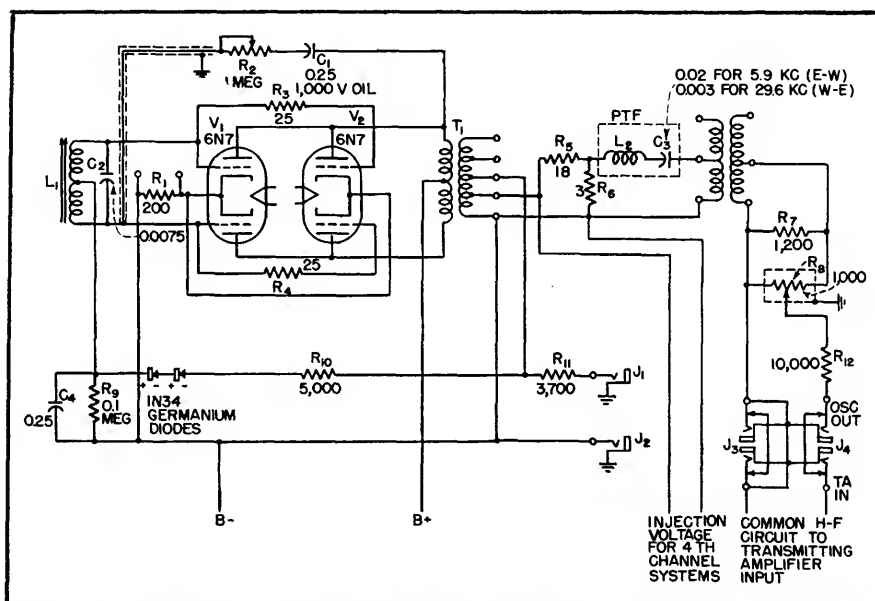 R2
1 MEG
C1
0.25
1,000 V OIL
R3
25
V1
6N7
V2
6N7
T1
L1
C2
R1
200
0.0075
25
R4
0.02 FOR 5.9 KC (E-W)
0.003 FOR 29.6 KC (W-E)
PTF
L2
C3
R5
18
3
R6
R7
1,200
R8
1,000
10,000
R12
C4
0.25
R9
0.1
MEG
+ - + -
IN34
GERMANIUM
DIODES
R10
5,000
R11
3,700
J1
J2
OSC
OUT
J3
J4
TA
IN
B-
B+
INJECTION
VOLTAGE
FOR 4 TH
CHANNEL
SYSTEMS
COMMON H-F
CIRCUIT TO
TRANSMITTING
AMPLIFIER
INPUT